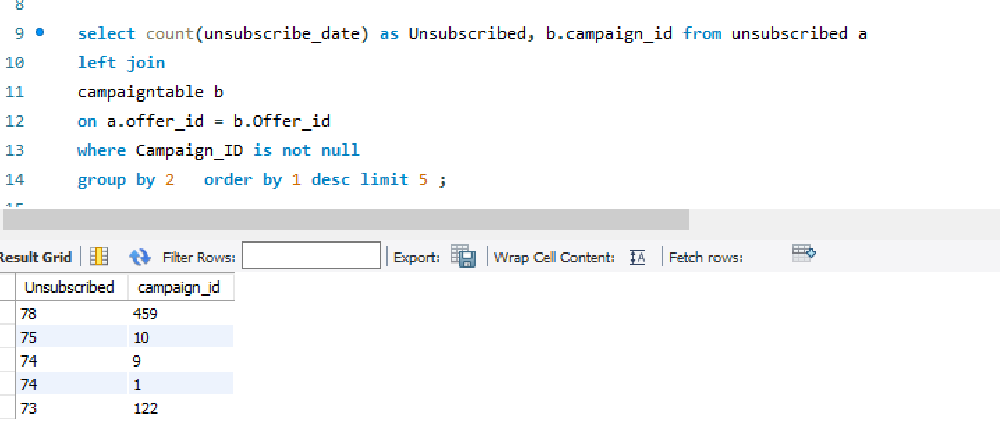 8
9 select count(unsubscribe_date) as Unsubscribed, b.campaign_id from unsubscribed a
10 left join
11 campaigntable b
12 on a.offer_id = b.Offer_id
13 where Campaign_ID is not null
14 group by 2 order by 1 desc limit 5 ;
Result Grid Filter Rows: Export: Wrap Cell Content: Fetch rows:
Unsubscribed campaign_id
78 459
75 10
74 9
74 1
73 122